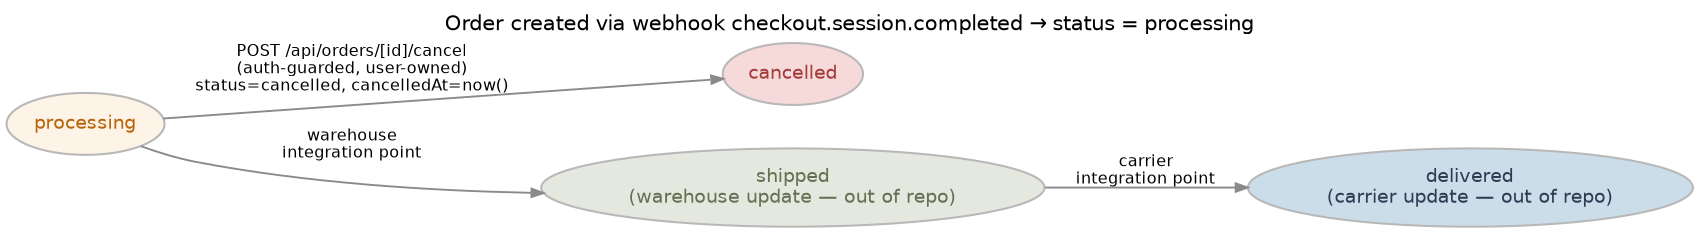 Order created via webhook checkout.session.completed → status = processing
POST /api/orders/[id]/cancel
(auth-guarded, user-owned)
status=cancelled, cancelledAt=now()
cancelled
processing
warehouse
integration point
shipped
(warehouse update — out of repo)
carrier
integration point
delivered
(carrier update — out of repo)